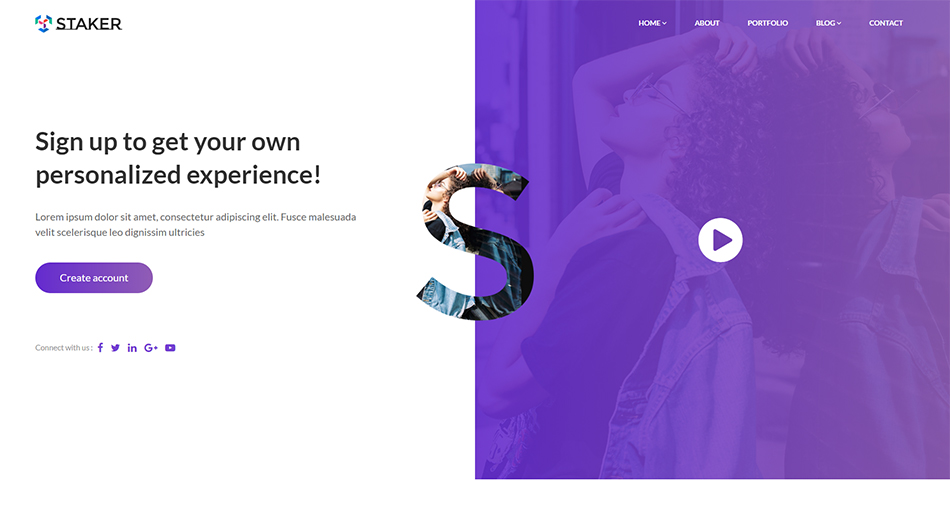 STAKER
HOME
ABOUT
PORTFOLIO
BLOG
CONTACT
Sign up to get your own
personalized experience!
Lorem ipsum dolor sit amet, consectetur adipiscing elit. Fusce malesuada
velit scelerisque leo dignissim ultricies
S
Create account
Connect with us :